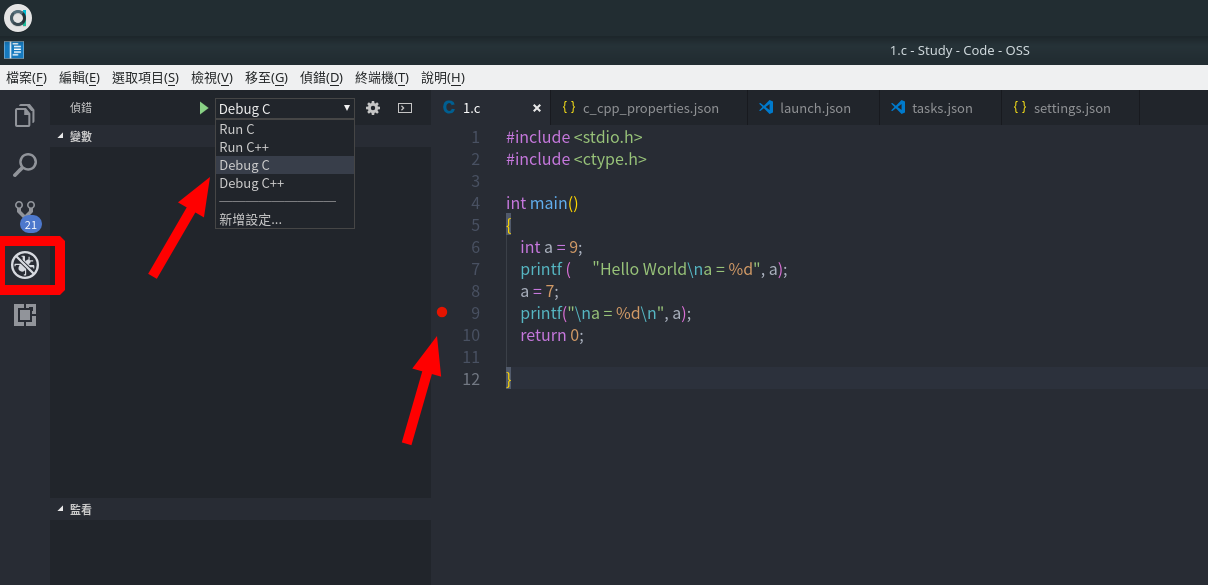 1.c - Study - Code - OSS
檔案(F) 編輯(E) 選取項目(S) 檢視(V) 移至(G) 偵錯(D) 終端機(T) 說明(H)
偵錯 Debug C
Run C
Run C++
Debug C
Debug C++
新增設定...
變數
21
監看
C 1.c × {} c_cpp_properties.json launch.json tasks.json {} settings.json
1 #include <stdio.h>
2 #include <ctype.h>
3
4 int main()
5 {
6 int a = 9;
7 printf (     "Hello World\na = %d", a);
8 a = 7;
9 printf("\na = %d\n", a);
10 return 0;
11
12 }